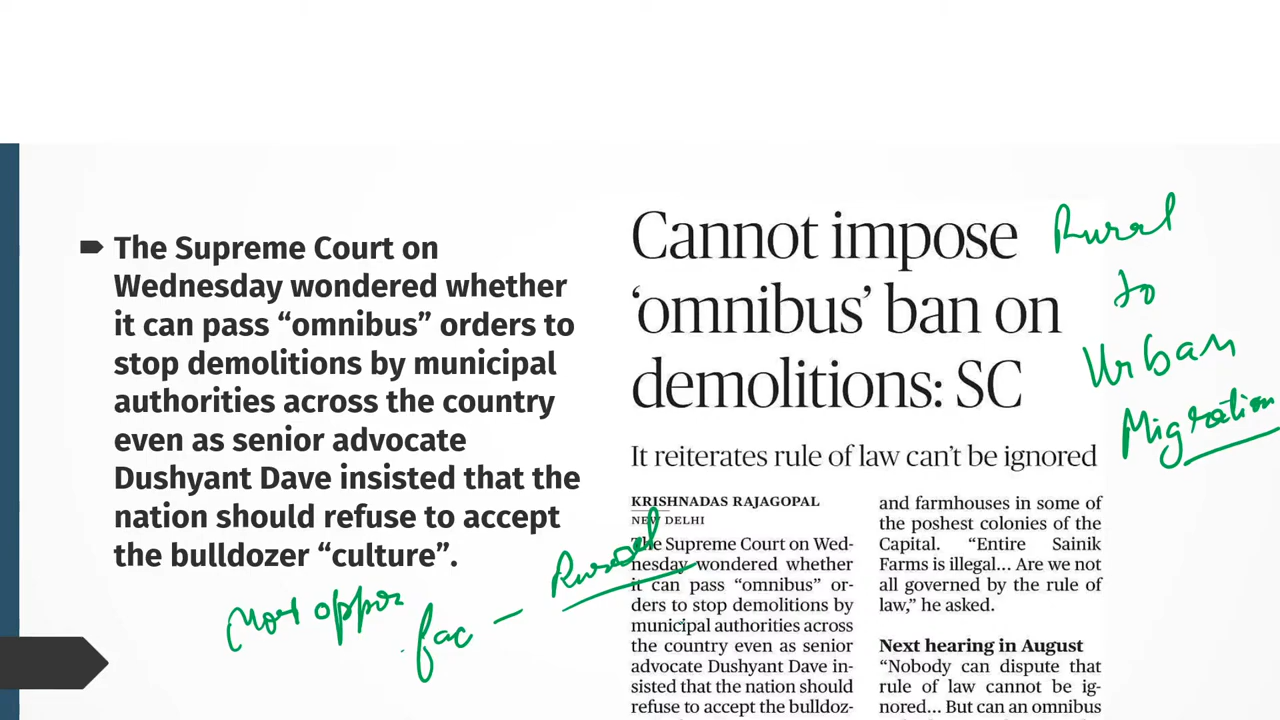 The Supreme Court on
Wednesday wondered whether
it can pass “omnibus” orders to
stop demolitions by municipal
authorities across the country
even as senior advocate
Dushyant Dave insisted that the
nation should refuse to accept
the bulldozer “culture”.
fac - Rural
Cannot impose
‘omnibus’ ban on
demolitions: SC
It reiterates rule of law can’t be ignored
KRISHNADAS RAJAGOPAL
NEW DELHI
The Supreme Court on Wed-
nesday wondered whether
it can pass “omnibus” or-
ders to stop demolitions by
municipal authorities across
the country even as senior
advocate Dushyant Dave in-
sisted that the nation should
refuse to accept the bulldoz-
and farmhouses in some of
the poshest colonies of the
Capital. “Entire Sainik
Farms is illegal... Are we not
all governed by the rule of
law,” he asked.
Next hearing in August
“Nobody can dispute that
rule of law cannot be ig-
nored... But can an omnibus
Rural
to
Urban
Migration